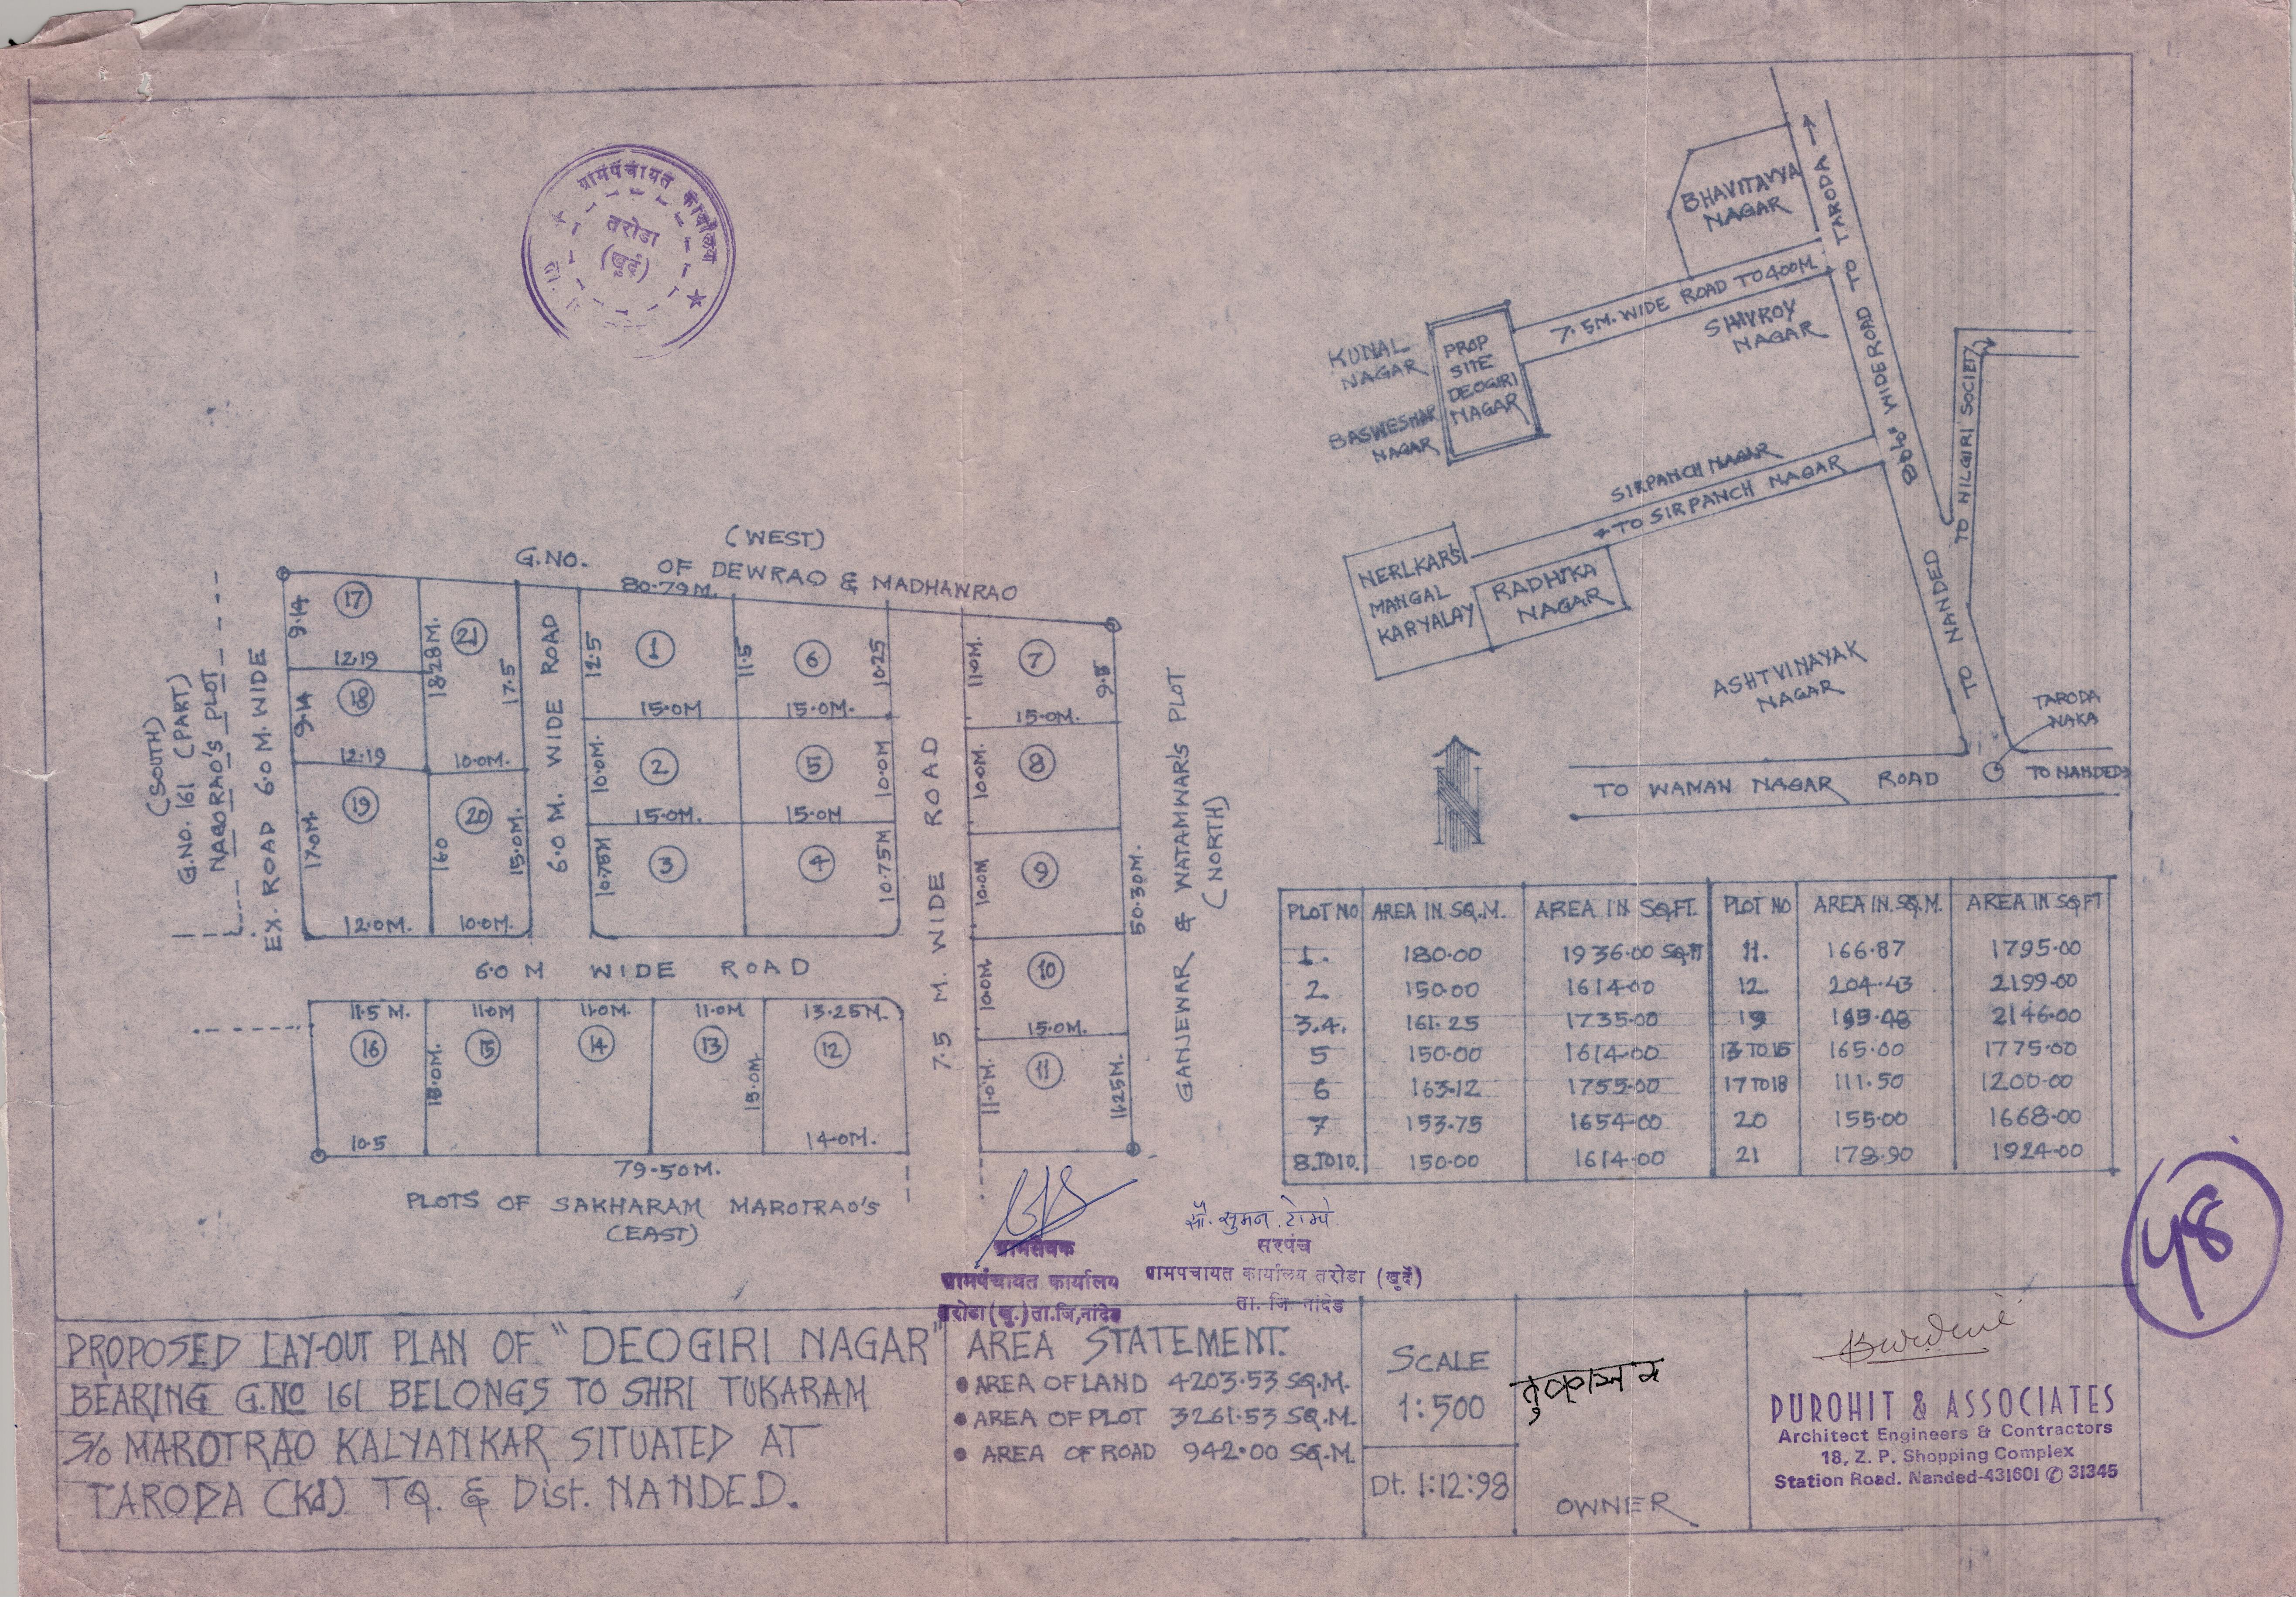 ग्रामपंचायत कार्यालय
तरोडा
(खुर्द)
BHAVITAVYA
NAGAR
TO TARODA →
80'0" WIDE ROAD TO TARODA
7.5M. WIDE ROAD TO 400M.
SHIVROY
NAGAR
KUNAL
NAGAR
PROP
SITE
DEOGIRI
NAGAR
BASWESHAR
NAGAR
SIRPANCH NAGAR
← TO SIRPANCH NAGAR
TO NILGIRI SOCIETY
TO NANDED
NERLKAR'S
MANGAL
KARYALAY
RADHIKA
NAGAR
ASHTVINAYAK
NAGAR
TARODA
NAKA
TO WAMAN NAGAR ROAD
TO NANDED
N
(WEST)
G.NO. OF DEWRAO & MADHAWRAO
80.79M.
(SOUTH)
G.NO. 161 (PART)
NAGORAO'S PLOT
EX. ROAD 6.0 M. WIDE
9.14
17
12.19
9.14
18
12.19
17.0M.
19
12.0M.
18.28M.
21
17.5
10.0M.
16.0
20
15.0M.
10.0M.
6.0 M. WIDE ROAD
12.5
1
15.0M
11.5
6
15.0M.
10.25
10.0M.
2
15.0M.
5
15.0M
10.0M
10.75M
3
4
10.75M
7.5 M. WIDE ROAD
11.0M.
7
15.0M.
9.5
10.0M.
8
10.0M
9
50.30M.
10.0M
10
15.0M.
11.0M.
11
11.25M.
GANJEWAR & WATAMWAR'S PLOT
(NORTH)
6.0 M WIDE ROAD
11.5 M.
16
10.5
18.0M.
11.0M
15
11.0M.
14
11.0M
13
15.0M.
13.25M.
12
14.0M.
79.50M.
PLOTS OF SAKHARAM MAROTRAO'S
(EAST)
PLOT NO AREA IN SQ.M. AREA IN SQ.FT. PLOT NO AREA IN.SQ.M. AREA IN SQ FT
1. 180.00 1936.00 SQ.FT 11. 166.87 1795.00
2 150.00 1614.00 12. 204.43 2199.00
3.4. 161.25 1735.00 19 2146.00
5 150.00 1614.00 13 TO 15 165.00 1775.00
6 163.12 1755.00 17 TO 18 111.50 1200.00
7 153.75 1654.00 20 155.00 1668.00
8.TO 10. 150.00 1614.00 21 178.90 1924.00
ग्रामसेवक
ग्रामपंचायत कार्यालय
तरोडा (खु.) ता.जि,नांदेड
सौ. सुमन. टोम्पे
सरपंच
ग्रामपचायत कार्यालय तरोडा (खुर्द)
ता. जि नांदेड
५८
PROPOSED LAY-OUT PLAN OF "DEOGIRI NAGAR"
BEARING G.NO 161 BELONGS TO SHRI TUKARAM
S/o MAROTRAO KALYANKAR SITUATED AT
TARODA (Kd) TQ. & Dist. NANDED.
AREA STATEMENT.
• AREA OF LAND 4203.53 SQ.M.
• AREA OF PLOT 3261.53 SQ.M.
• AREA OF ROAD 942.00 SQ.M.
SCALE
1:500
Dt. 1:12:98
तुकाराम
OWNER
PUROHIT & ASSOCIATES
Architect Engineers & Contractors
18, Z. P. Shopping Complex
Station Road. Nanded-431601 ✆ 31345